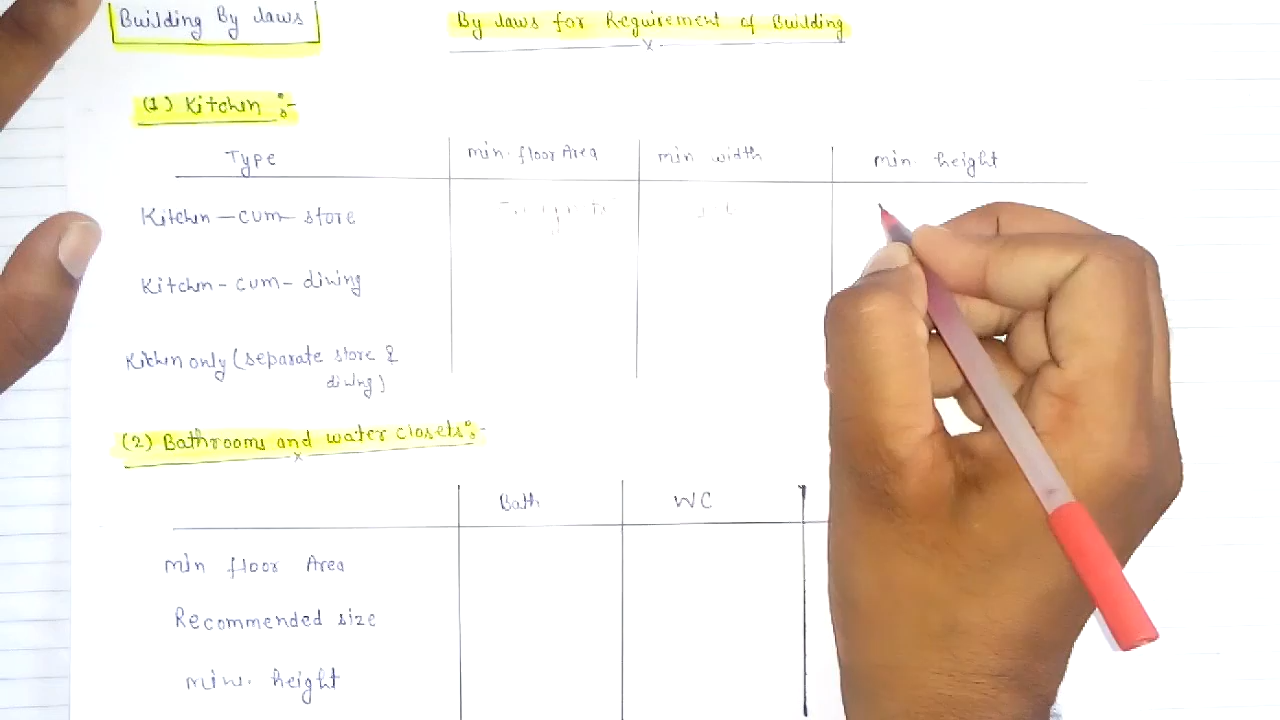 Building By laws
By laws for Requirement of Building
(1) Kitchen :-
Type min. floor Area min width min. height
Kitchen - cum - store
Kitchen - cum - dining
Kitchen only (separate store &
dining)
(2) Bathrooms and water closets:-
Bath WC
Min floor Area
Recommended size
min. height